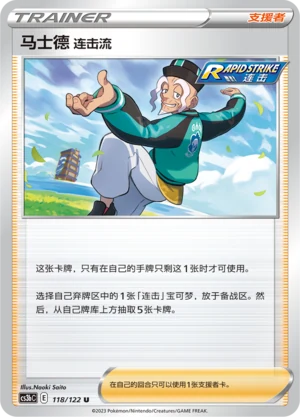 TRAINER 支援者
马士德 连击流
RAPID STRIKE
连击
这张卡牌，只有在自己的手牌只剩这1张时才可使用。
选择自己弃牌区中的1张「连击」宝可梦，放于备战区。然
后，从自己牌库上方抽取5张卡牌。
Illus.Naoki Saito
在自己的回合只可以使用1张支援者卡。
CS3bC E 118/122 U
©2023 Pokémon/Nintendo/Creatures/GAME FREAK.